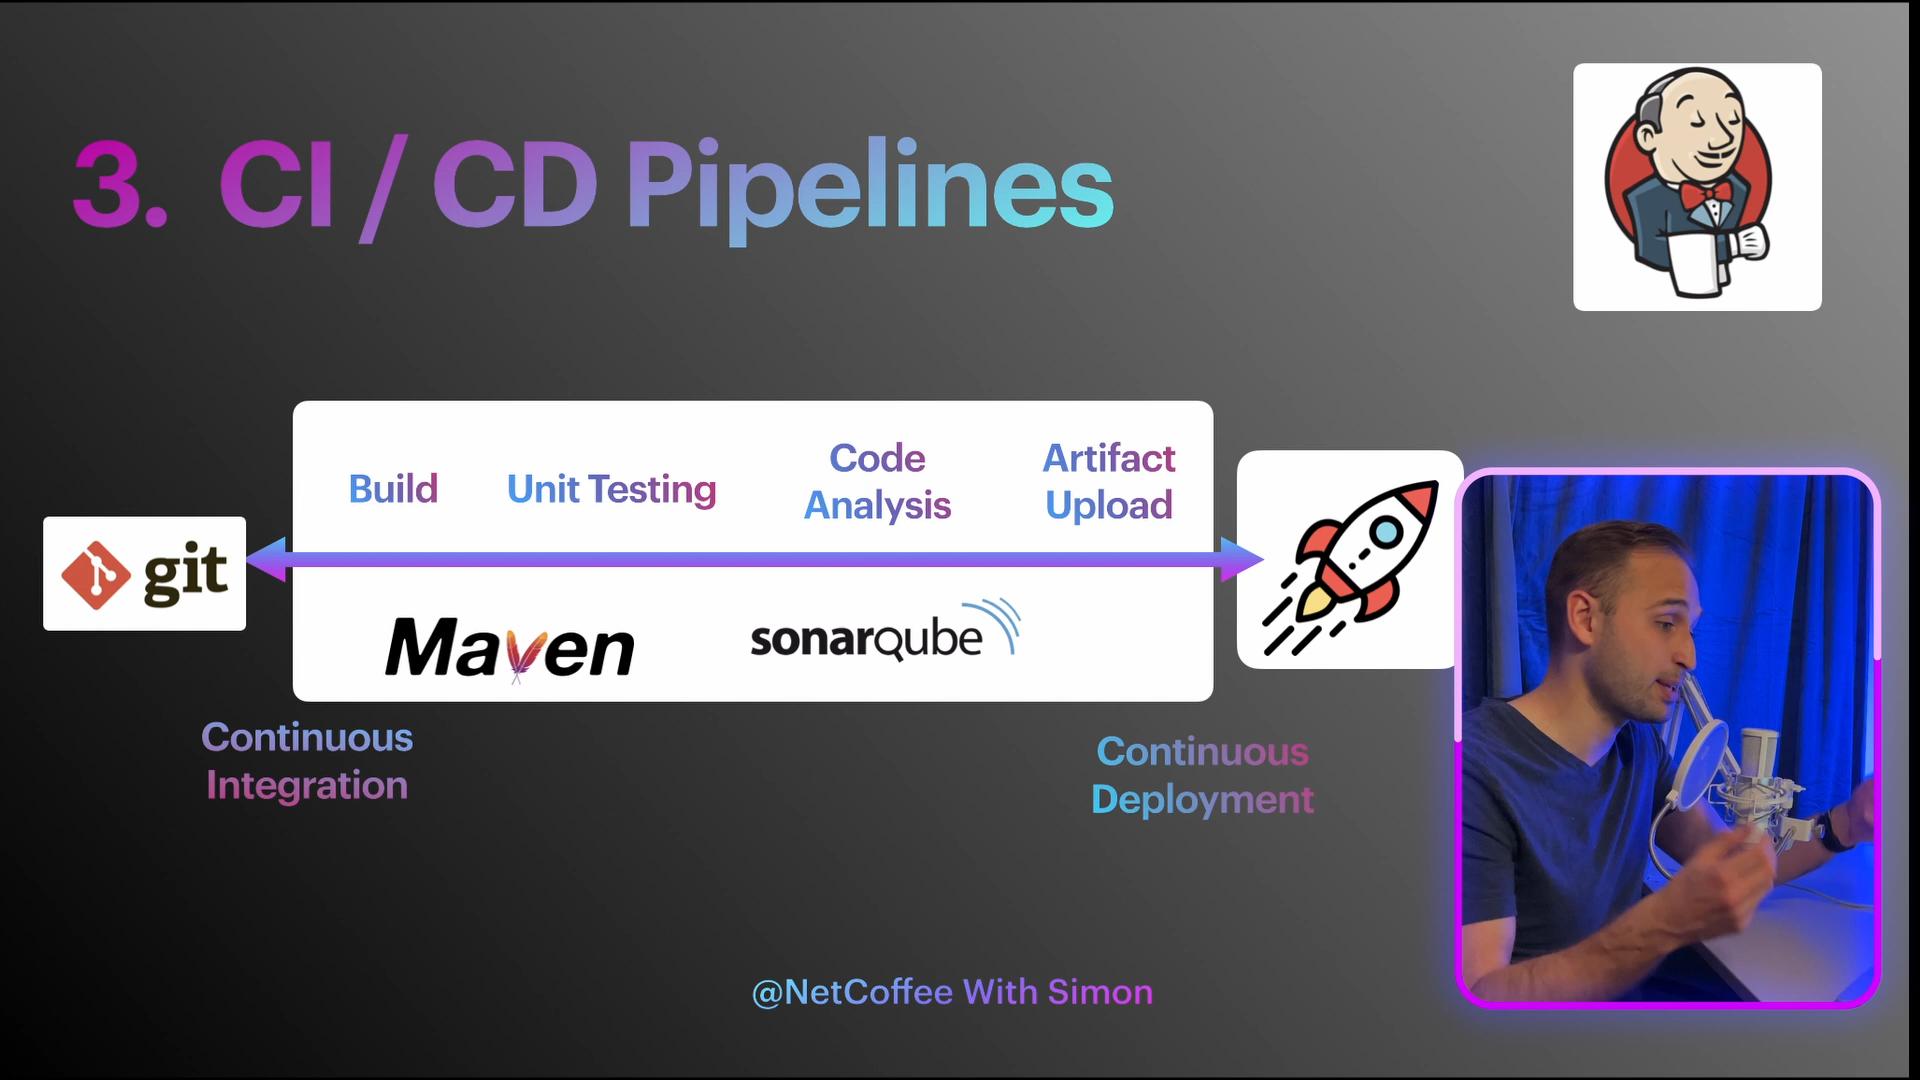 3. CI / CD Pipelines
Build
Unit Testing
Code
Analysis
Artifact
Upload
git
Maven
sonarqube
Continuous
Integration
Continuous
Deployment
@NetCoffee With Simon